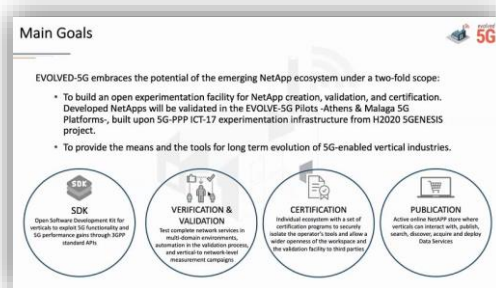 Main Goals
evolved
5G
EVOLVED-5G embraces the potential of the emerging NetApp ecosystem under a two-fold scope:
• To build an open experimentation facility for NetApp creation, validation, and certification.
Developed NetApps will be validated in the EVOLVE-5G Pilots -Athens & Malaga 5G
Platforms-, built upon 5G-PPP ICT-17 experimentation infrastructure from H2020 5GENESIS
project.
• To provide the means and the tools for long term evolution of 5G-enabled vertical industries.
SDK
SDK
Open Software Development Kit for
verticals to exploit 5G functionality and
5G performance gains through 3GPP
standard APIs
VERIFICATION &
VALIDATION
Test complete network services in
multi-domain environments,
automation in the validation process,
and vertical-to network-level
measurement campaigns
CERTIFICATION
Individual ecosystem with a set of
certification programs to securely
isolate the operator's tools and allow a
wider openness of the workspace and
the validation facility to third parties
PUBLICATION
Active online NetAPP store where
verticals can interact with, publish,
search, discover, acquire and deploy
Data Services